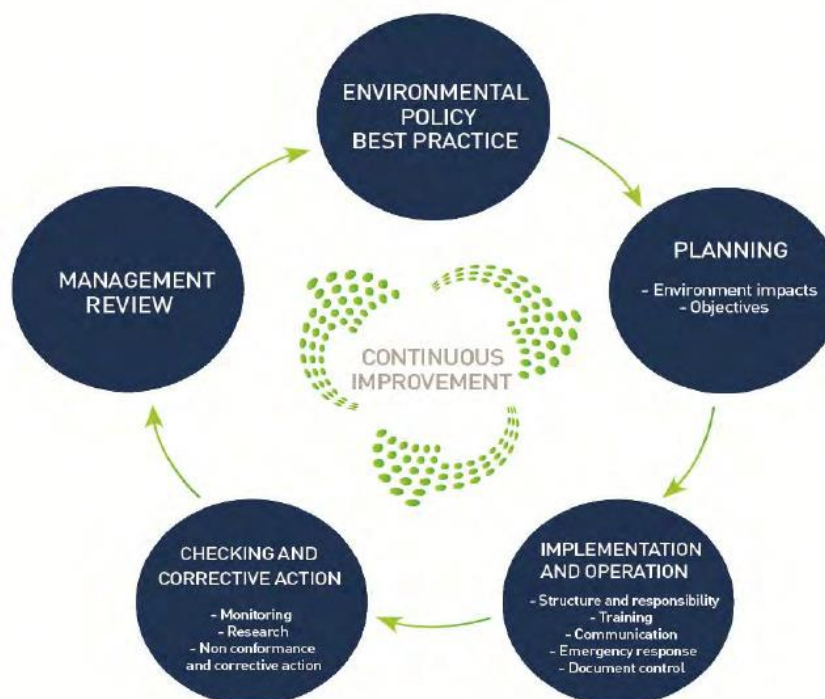 ENVIRONMENTAL
POLICY
BEST PRACTICE
PLANNING
- Environment impacts
- Objectives
IMPLEMENTATION
AND OPERATION
- Structure and responsibility
- Training
- Communication
- Emergency response
- Document control
CHECKING AND
CORRECTIVE ACTION
- Monitoring
- Research
- Non conformance
and corrective action
MANAGEMENT
REVIEW
CONTINUOUS
IMPROVEMENT